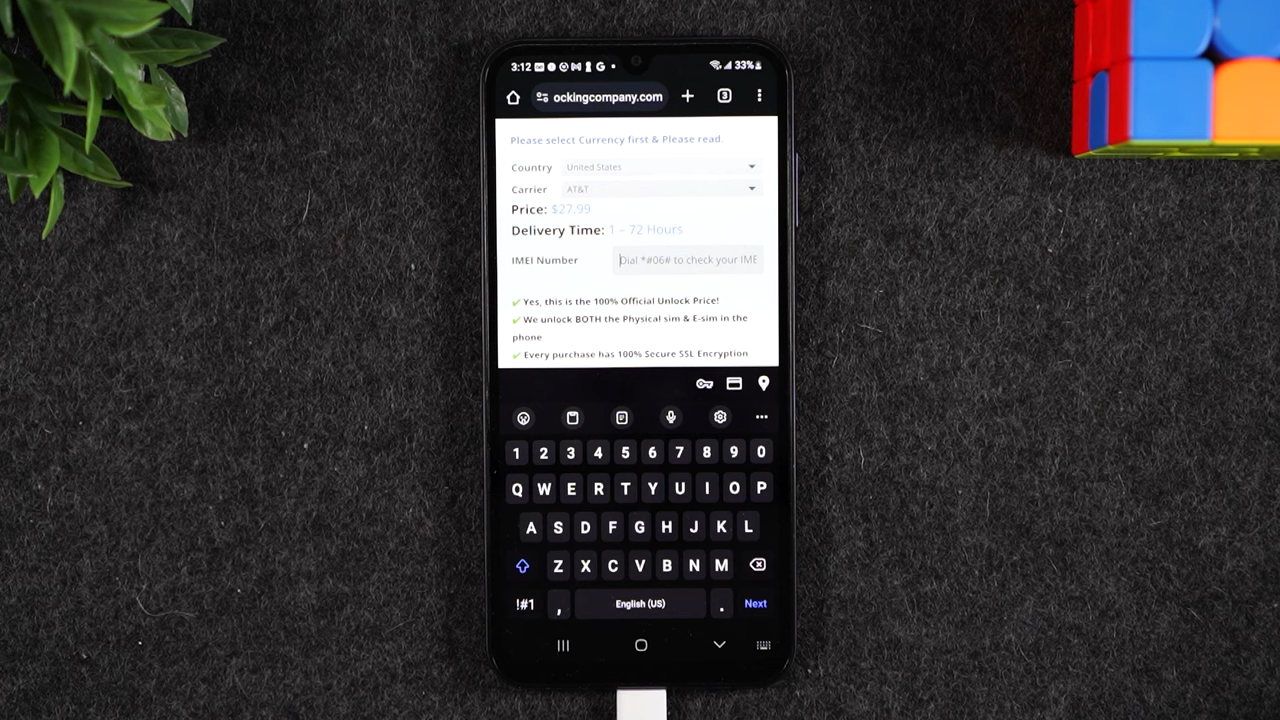 3:12
33%
ockingcompany.com
3
Please select Currency first & Please read.
Country United States
Carrier AT&T
Price: $27.99
Delivery Time: 1 – 72 Hours
IMEI Number Dial *#06# to check your IME
✔ Yes, this is the 100% Official Unlock Price!
✔ We unlock BOTH the Physical sim & E-sim in the
phone
✔ Every purchase has 100% Secure SSL Encryption
1 2 3 4 5 6 7 8 9 0
Q W E R T Y U I O P
A S D F G H J K L
Z X C V B N M
!#1 , English (US) . Next